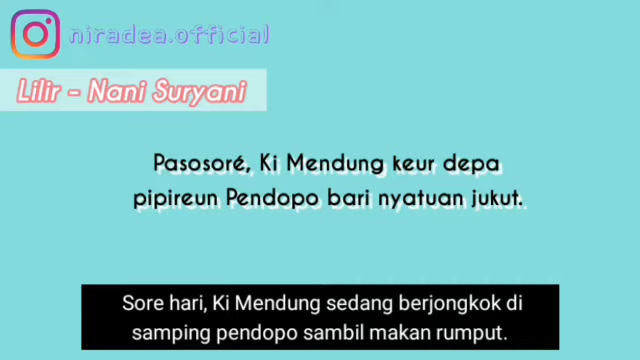 niradea.official
Lilir - Nani Suryani
Pasosoré, Ki Mendung keur depa
pipireun Pendopo bari nyatuan jukut.
Sore hari, Ki Mendung sedang berjongkok di
samping pendopo sambil makan rumput.